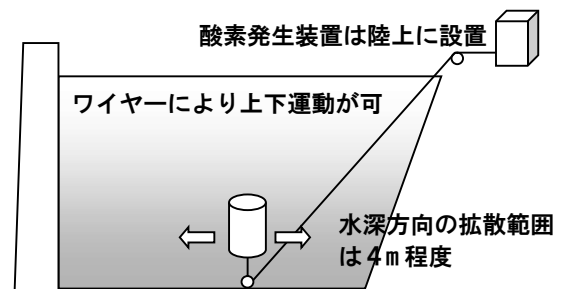 酸素発生装置は陸上に設置
ワイヤーにより上下運動が可
水深方向の拡散範囲
は4m程度